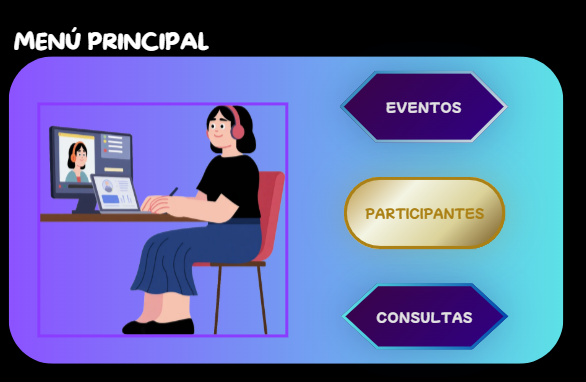 MENÚ PRINCIPAL
EVENTOS
PARTICIPANTES
CONSULTAS